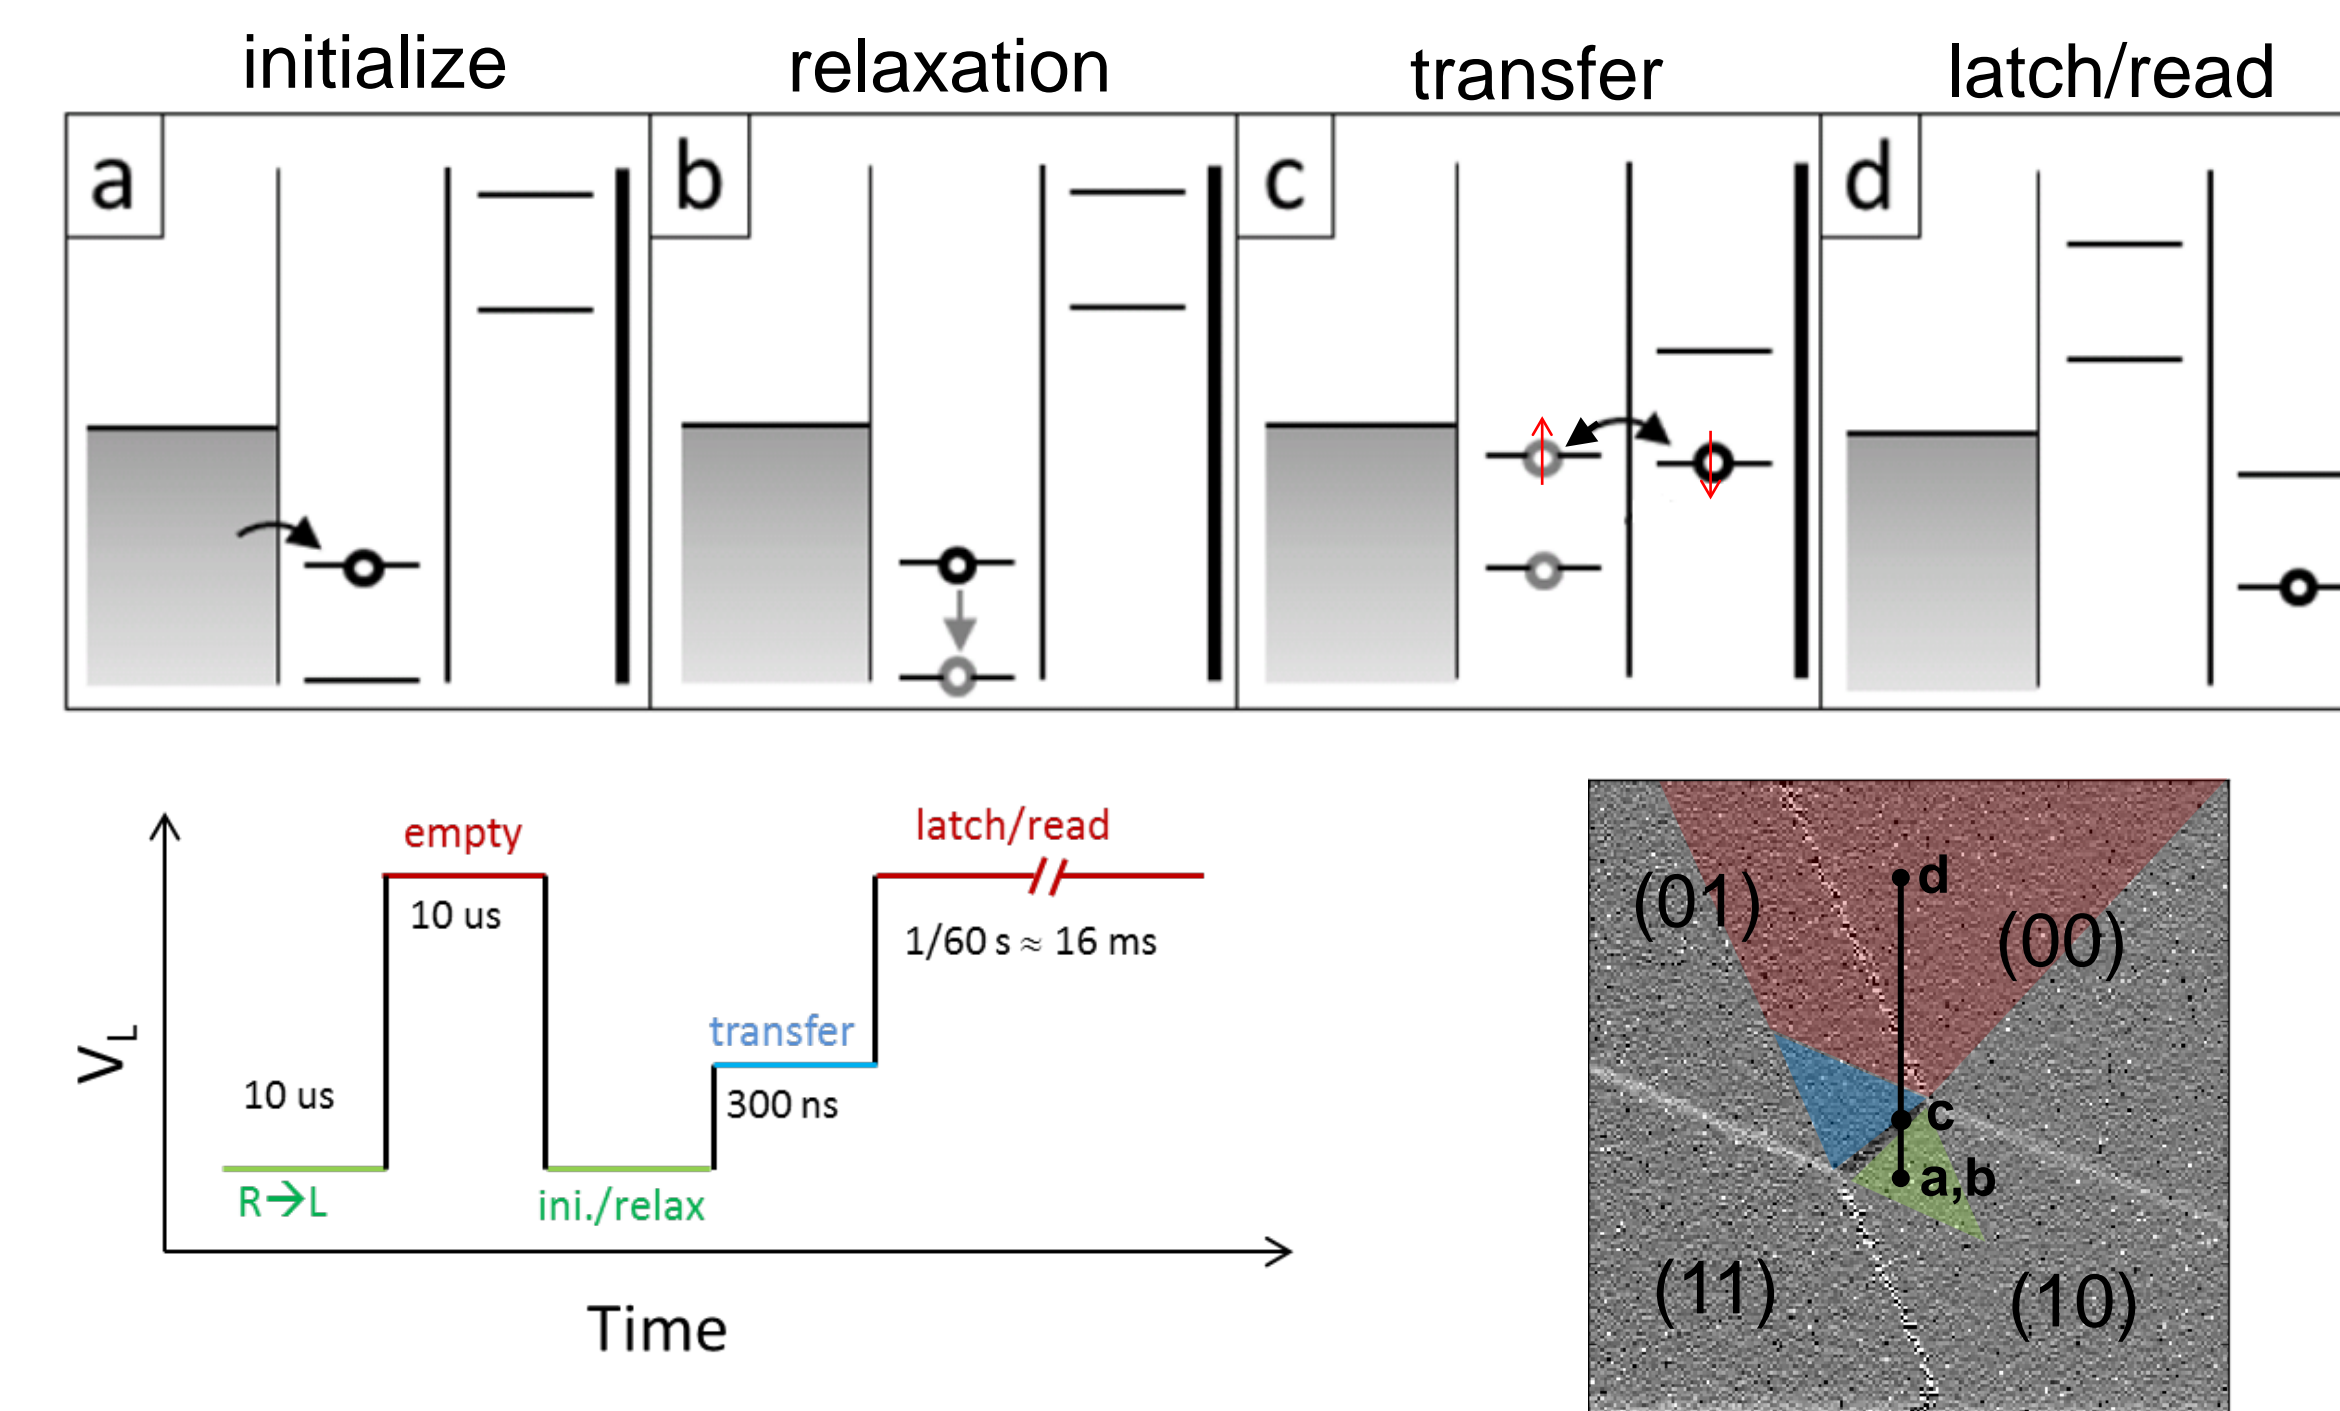 initialize relaxation transfer latch/read
a b c d
empty latch/read
10 us
1/60 s ≈ 16 ms
transfer
10 us
300 ns
R→L
ini./relax
V_L
Time
(01) d
(00)
c
a,b
(11) (10)